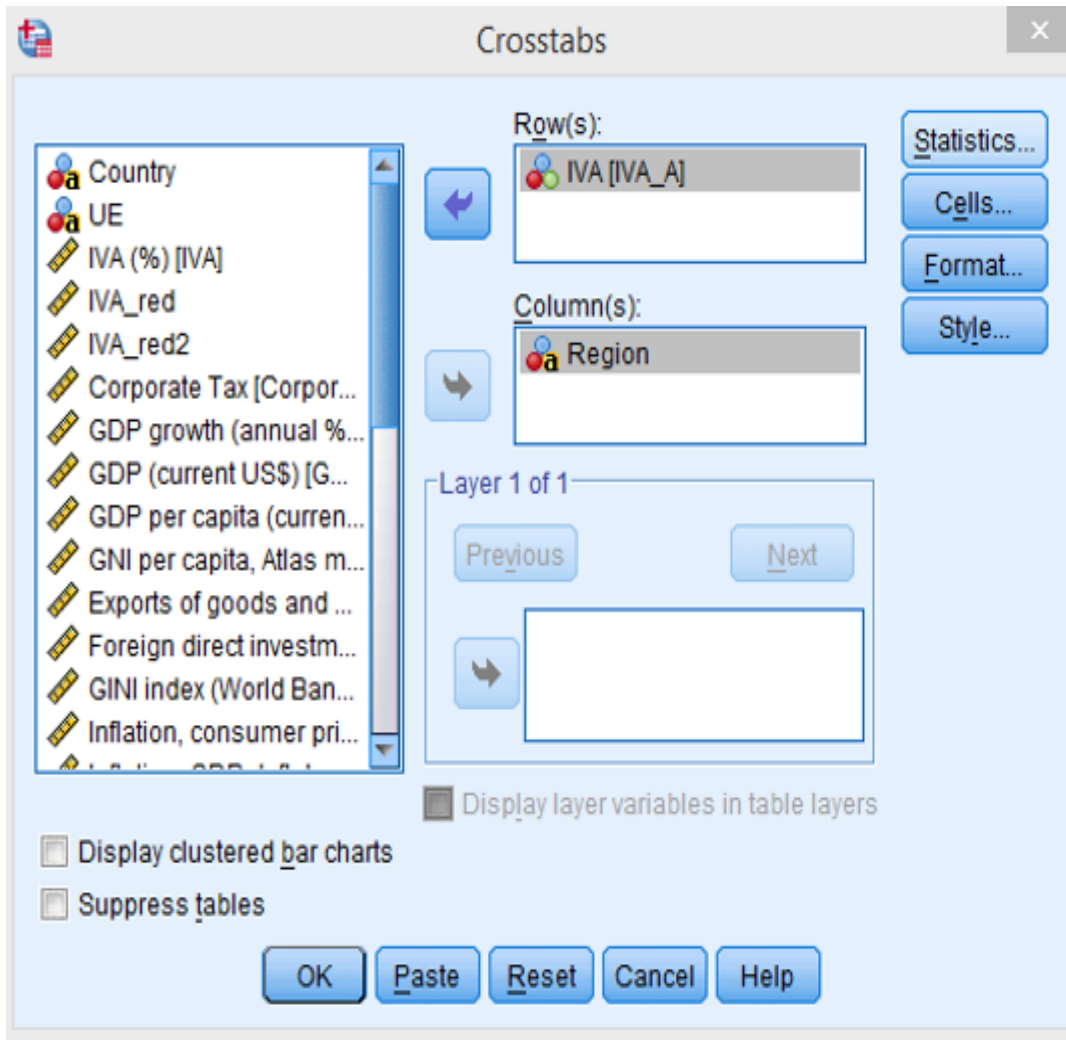 Crosstabs
Country
UE
IVA (%) [IVA]
IVA_red
IVA_red2
Corporate Tax [Corpor...
GDP growth (annual %...
GDP (current US$) [G...
GDP per capita (curren...
GNI per capita, Atlas m...
Exports of goods and ...
Foreign direct investm...
GINI index (World Ban...
Inflation, consumer pri...
Row(s):
IVA [IVA_A]
Column(s):
Region
Layer 1 of 1
Previous
Next
Display layer variables in table layers
Statistics...
Cells...
Format...
Style...
Display clustered bar charts
Suppress tables
OK
Paste
Reset
Cancel
Help